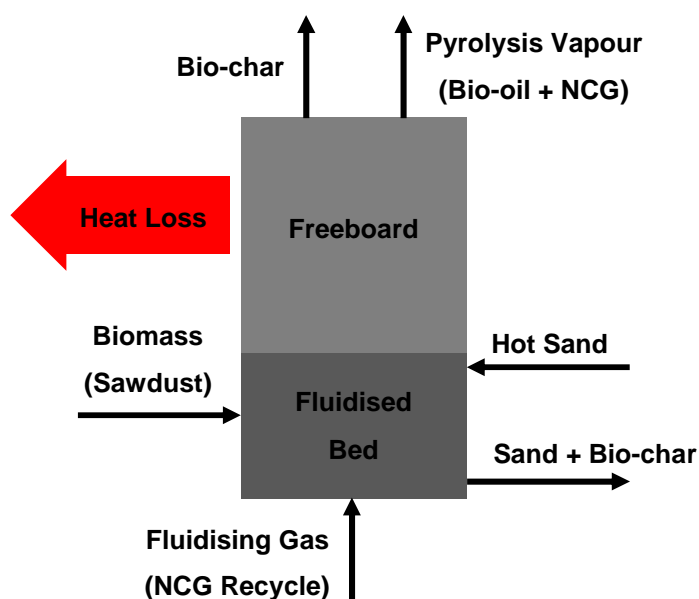 Bio-char
Pyrolysis Vapour
(Bio-oil + NCG)
Heat Loss
Freeboard
Biomass
(Sawdust)
Hot Sand
Fluidised
Bed
Sand + Bio-char
Fluidising Gas
(NCG Recycle)